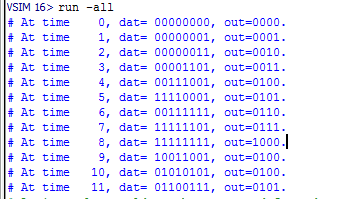 VSIM 16> run -all
# At time    0, dat= 00000000, out=0000.
# At time    1, dat= 00000001, out=0001.
# At time    2, dat= 00000011, out=0010.
# At time    3, dat= 00001101, out=0011.
# At time    4, dat= 00111001, out=0100.
# At time    5, dat= 11110001, out=0101.
# At time    6, dat= 00111111, out=0110.
# At time    7, dat= 11111101, out=0111.
# At time    8, dat= 11111111, out=1000.
# At time    9, dat= 10011001, out=0100.
# At time   10, dat= 01010101, out=0100.
# At time   11, dat= 01100111, out=0101.